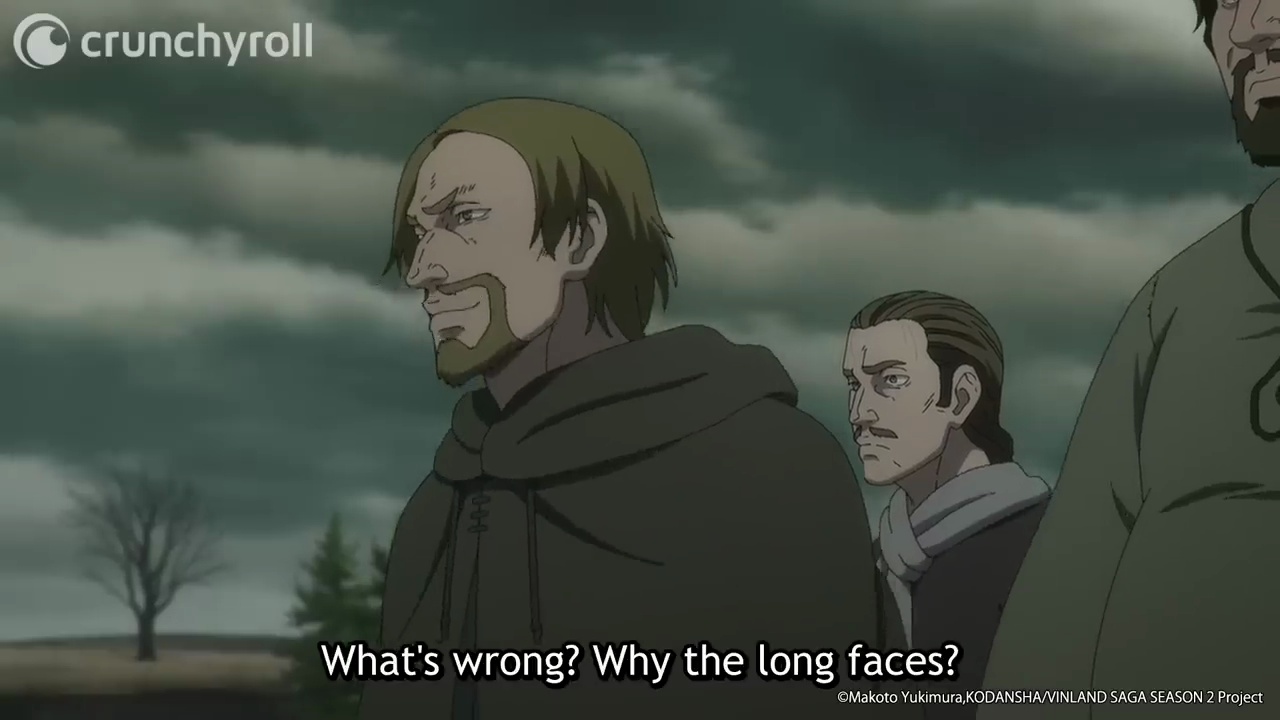 crunchyroll
What's wrong? Why the long faces?
©Makoto Yukimura,KODANSHA/VINLAND SAGA SEASON 2 Project